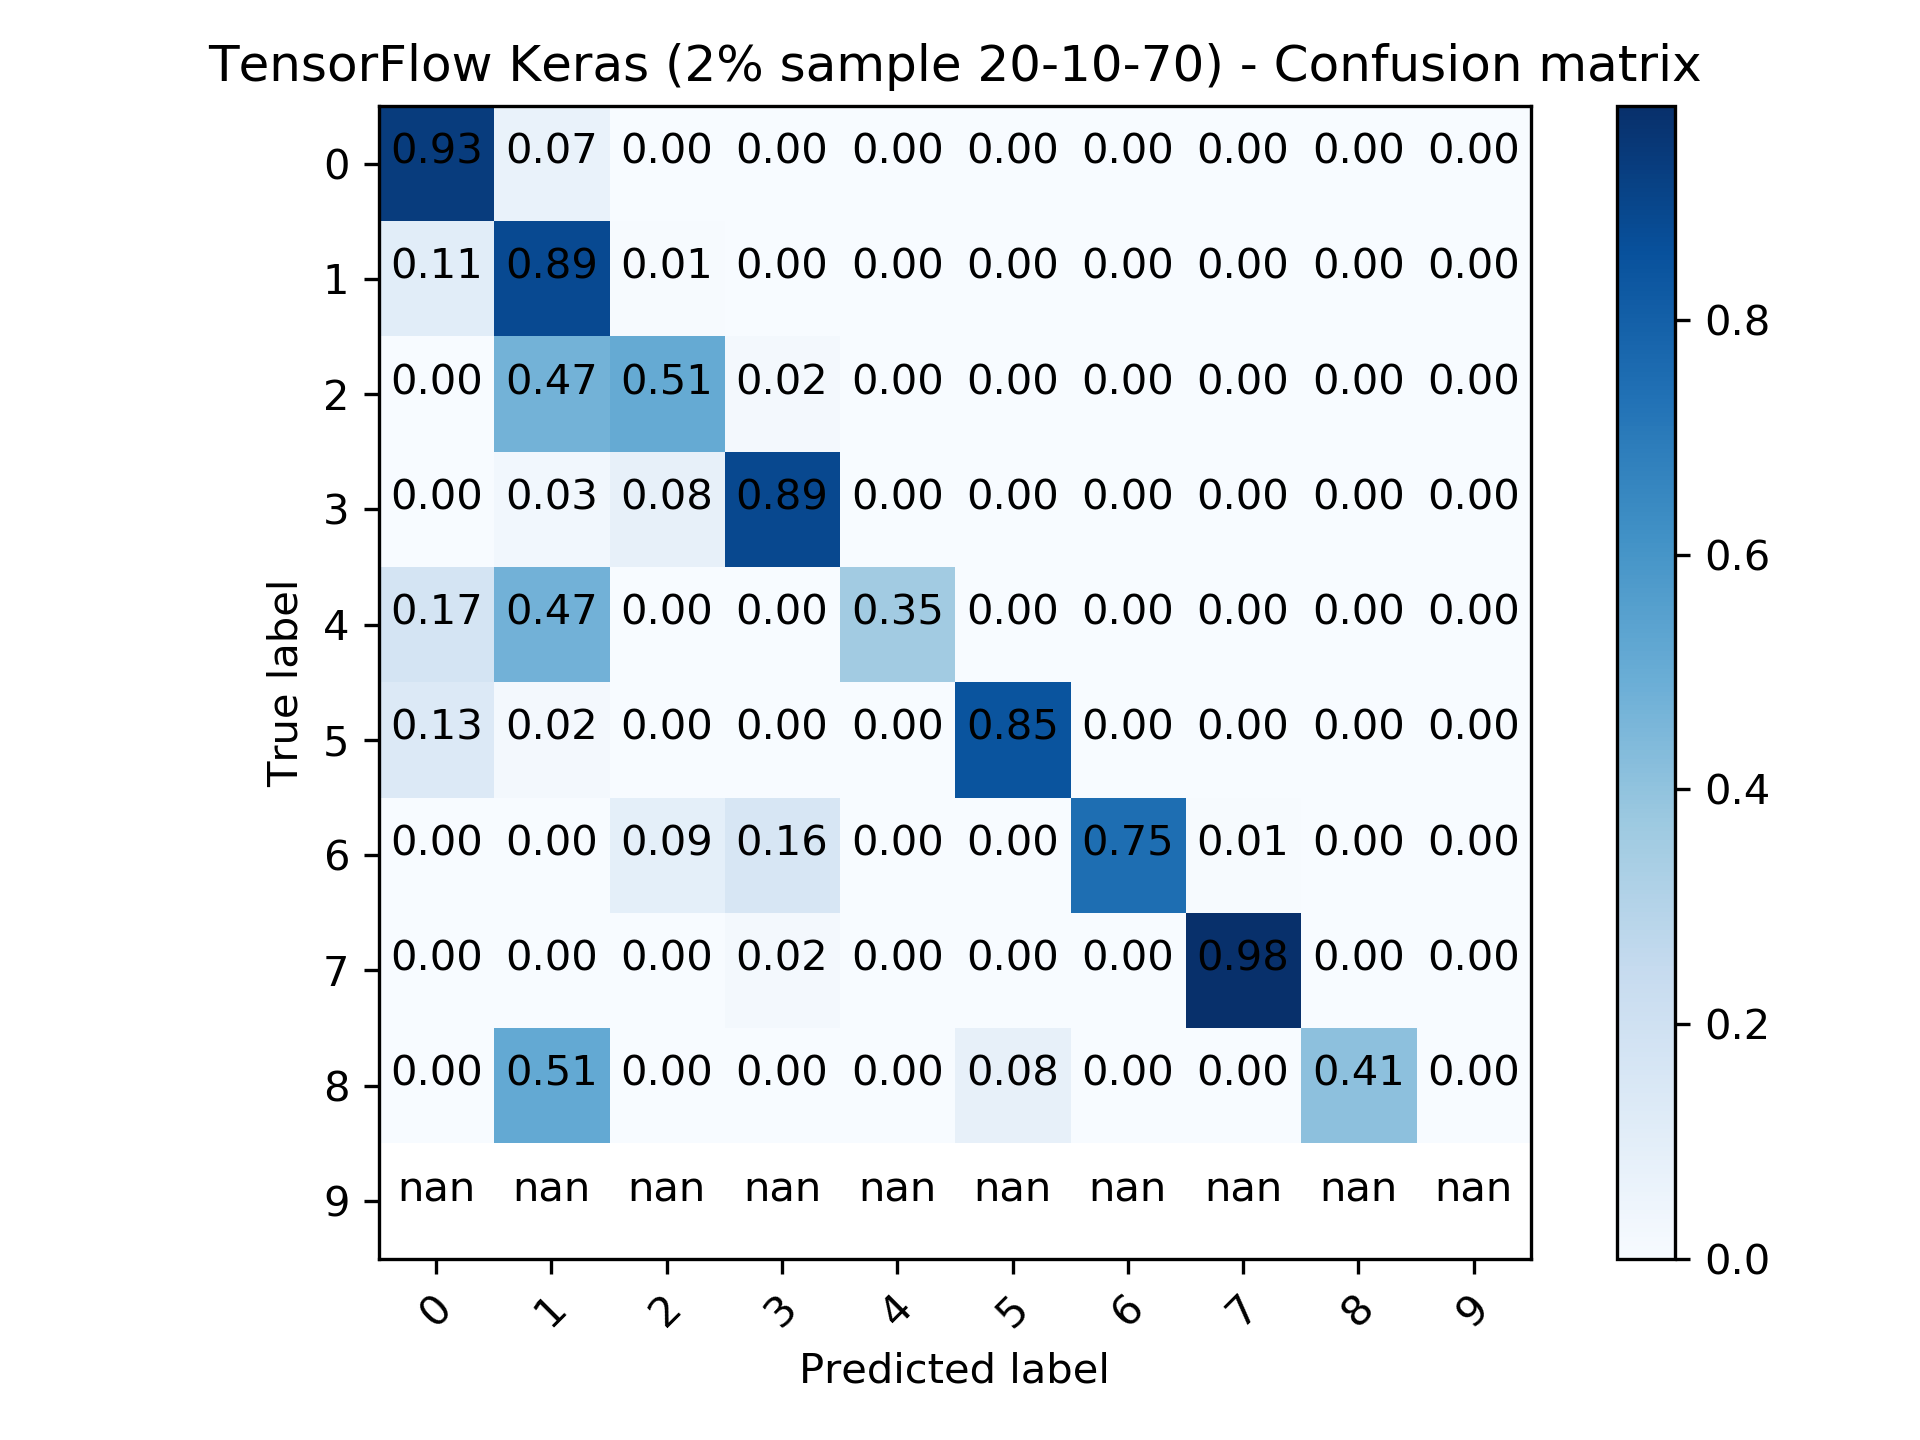 TensorFlow Keras (2% sample 20-10-70) - Confusion matrix
0 0.93 0.07 0.00 0.00 0.00 0.00 0.00 0.00 0.00 0.00
1 0.11 0.89 0.01 0.00 0.00 0.00 0.00 0.00 0.00 0.00
2 0.00 0.47 0.51 0.02 0.00 0.00 0.00 0.00 0.00 0.00
3 0.00 0.03 0.08 0.89 0.00 0.00 0.00 0.00 0.00 0.00
4 0.17 0.47 0.00 0.00 0.35 0.00 0.00 0.00 0.00 0.00
5 0.13 0.02 0.00 0.00 0.00 0.85 0.00 0.00 0.00 0.00
6 0.00 0.00 0.09 0.16 0.00 0.00 0.75 0.01 0.00 0.00
7 0.00 0.00 0.00 0.02 0.00 0.00 0.00 0.98 0.00 0.00
8 0.00 0.51 0.00 0.00 0.00 0.08 0.00 0.00 0.41 0.00
9 nan nan nan nan nan nan nan nan nan nan
0 1 2 3 4 5 6 7 8 9
Predicted label
True label
0.8
0.6
0.4
0.2
0.0